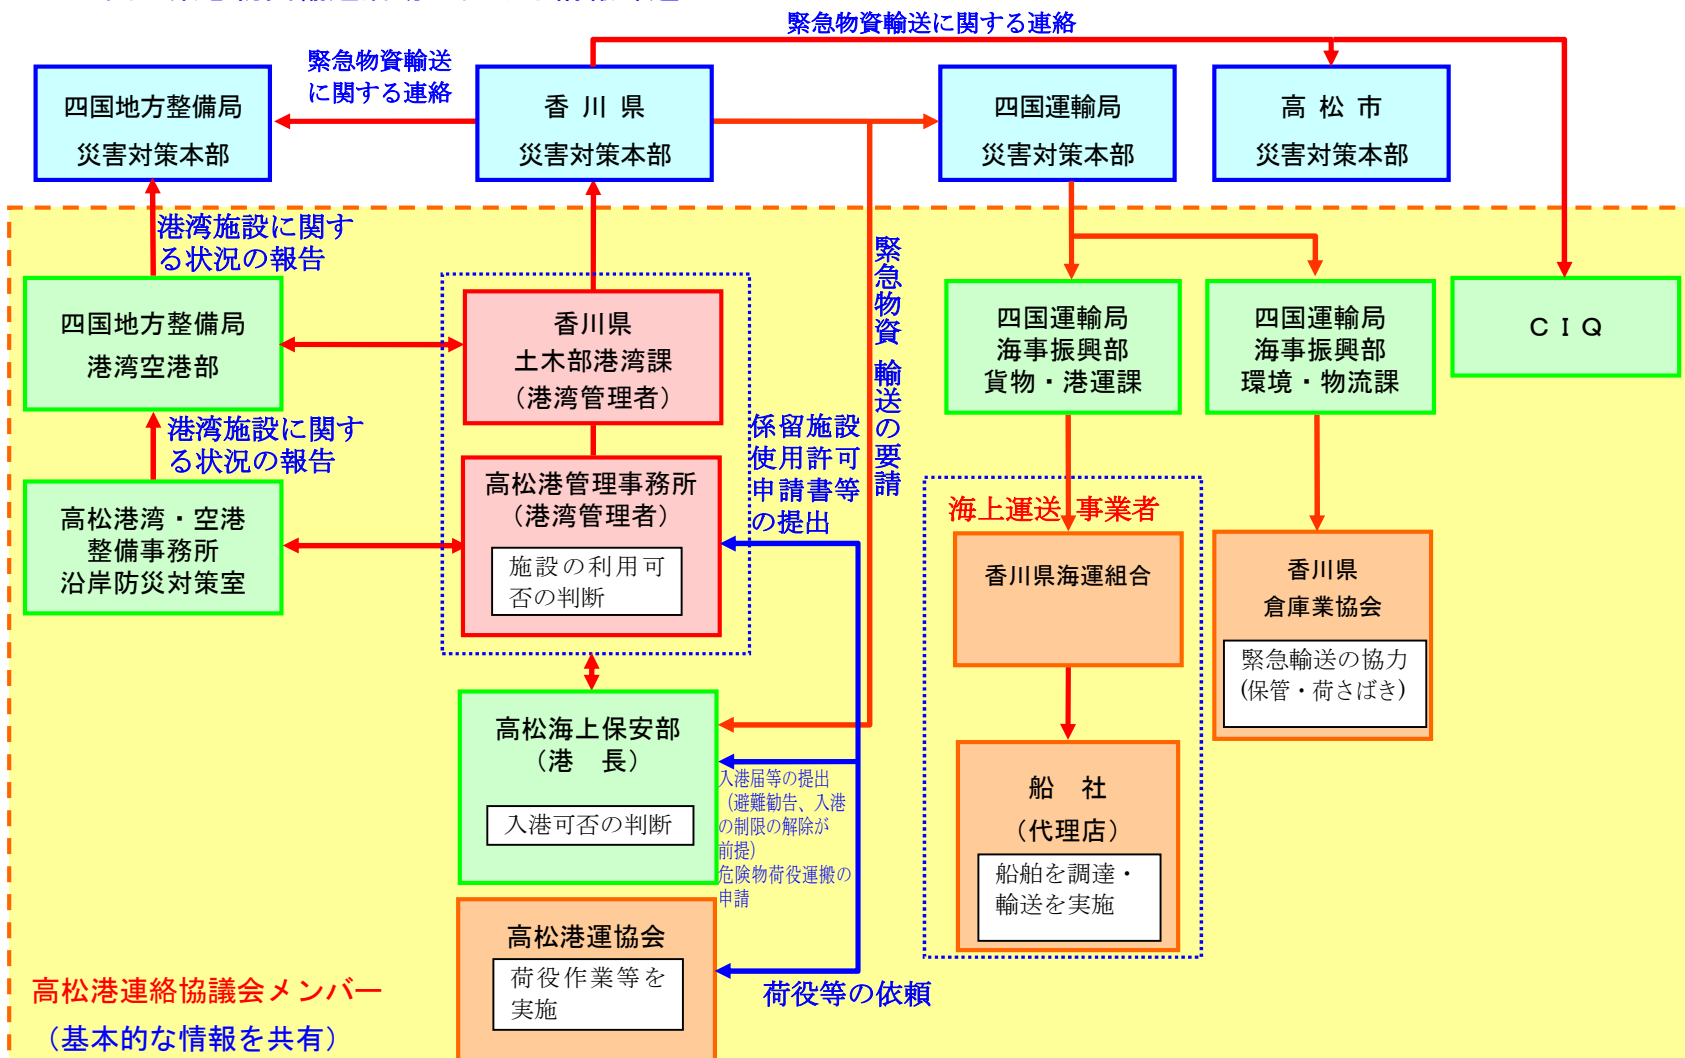 緊急物資輸送に関する連絡
緊急物資輸送
に関する連絡
四国地方整備局
災害対策本部
香 川 県
災害対策本部
四国運輸局
災害対策本部
高 松 市
災害対策本部
港湾施設に関す
る状況の報告
四国地方整備局
港湾空港部
香川県
土木部港湾課
（港湾管理者）
緊急物資 輸送の要請
四国運輸局
海事振興部
貨物・港運課
四国運輸局
海事振興部
環境・物流課
ＣＩＱ
港湾施設に関す
る状況の報告
係留施設
使用許可
申請書等
の提出
高松港湾・空港
整備事務所
沿岸防災対策室
高松港管理事務所
（港湾管理者）
施設の利用可
否の判断
海上運送 事業者
香川県海運組合
香川県
倉庫業協会
緊急輸送の協力
(保管・荷さばき)
高松海上保安部
（港　長）
入港可否の判断
入港届等の提出
（避難勧告、入港
の制限の解除が
前提）
危険物荷役運搬の
申請
船　社
（代理店）
船舶を調達・
輸送を実施
高松港運協会
荷役作業等を
実施
荷役等の依頼
高松港連絡協議会メンバー
（基本的な情報を共有）